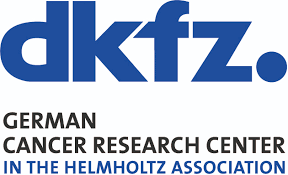 dkfz.
GERMAN
CANCER RESEARCH CENTER
IN THE HELMHOLTZ ASSOCIATION